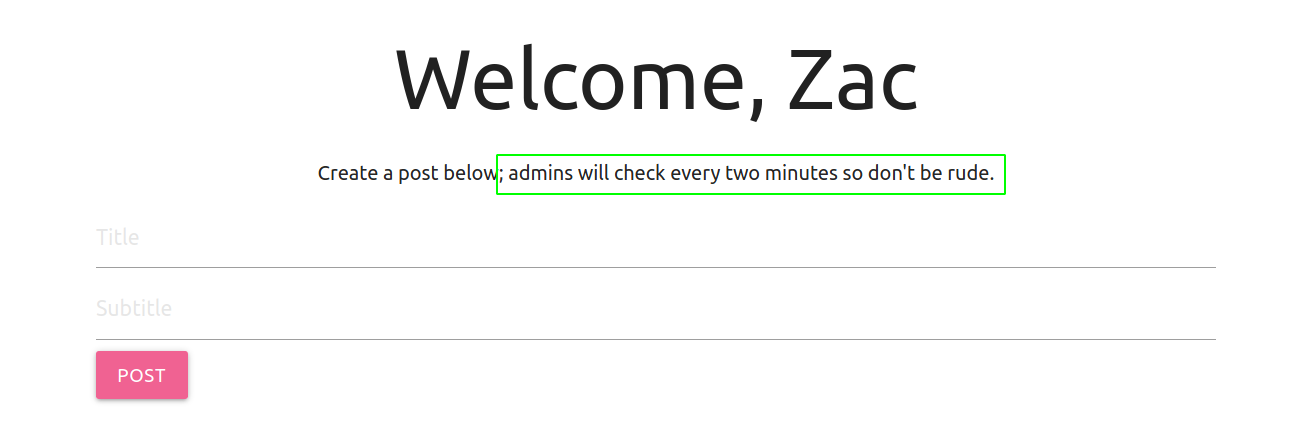 Welcome, Zac
Create a post below; admins will check every two minutes so don't be rude.
Title
Subtitle
POST